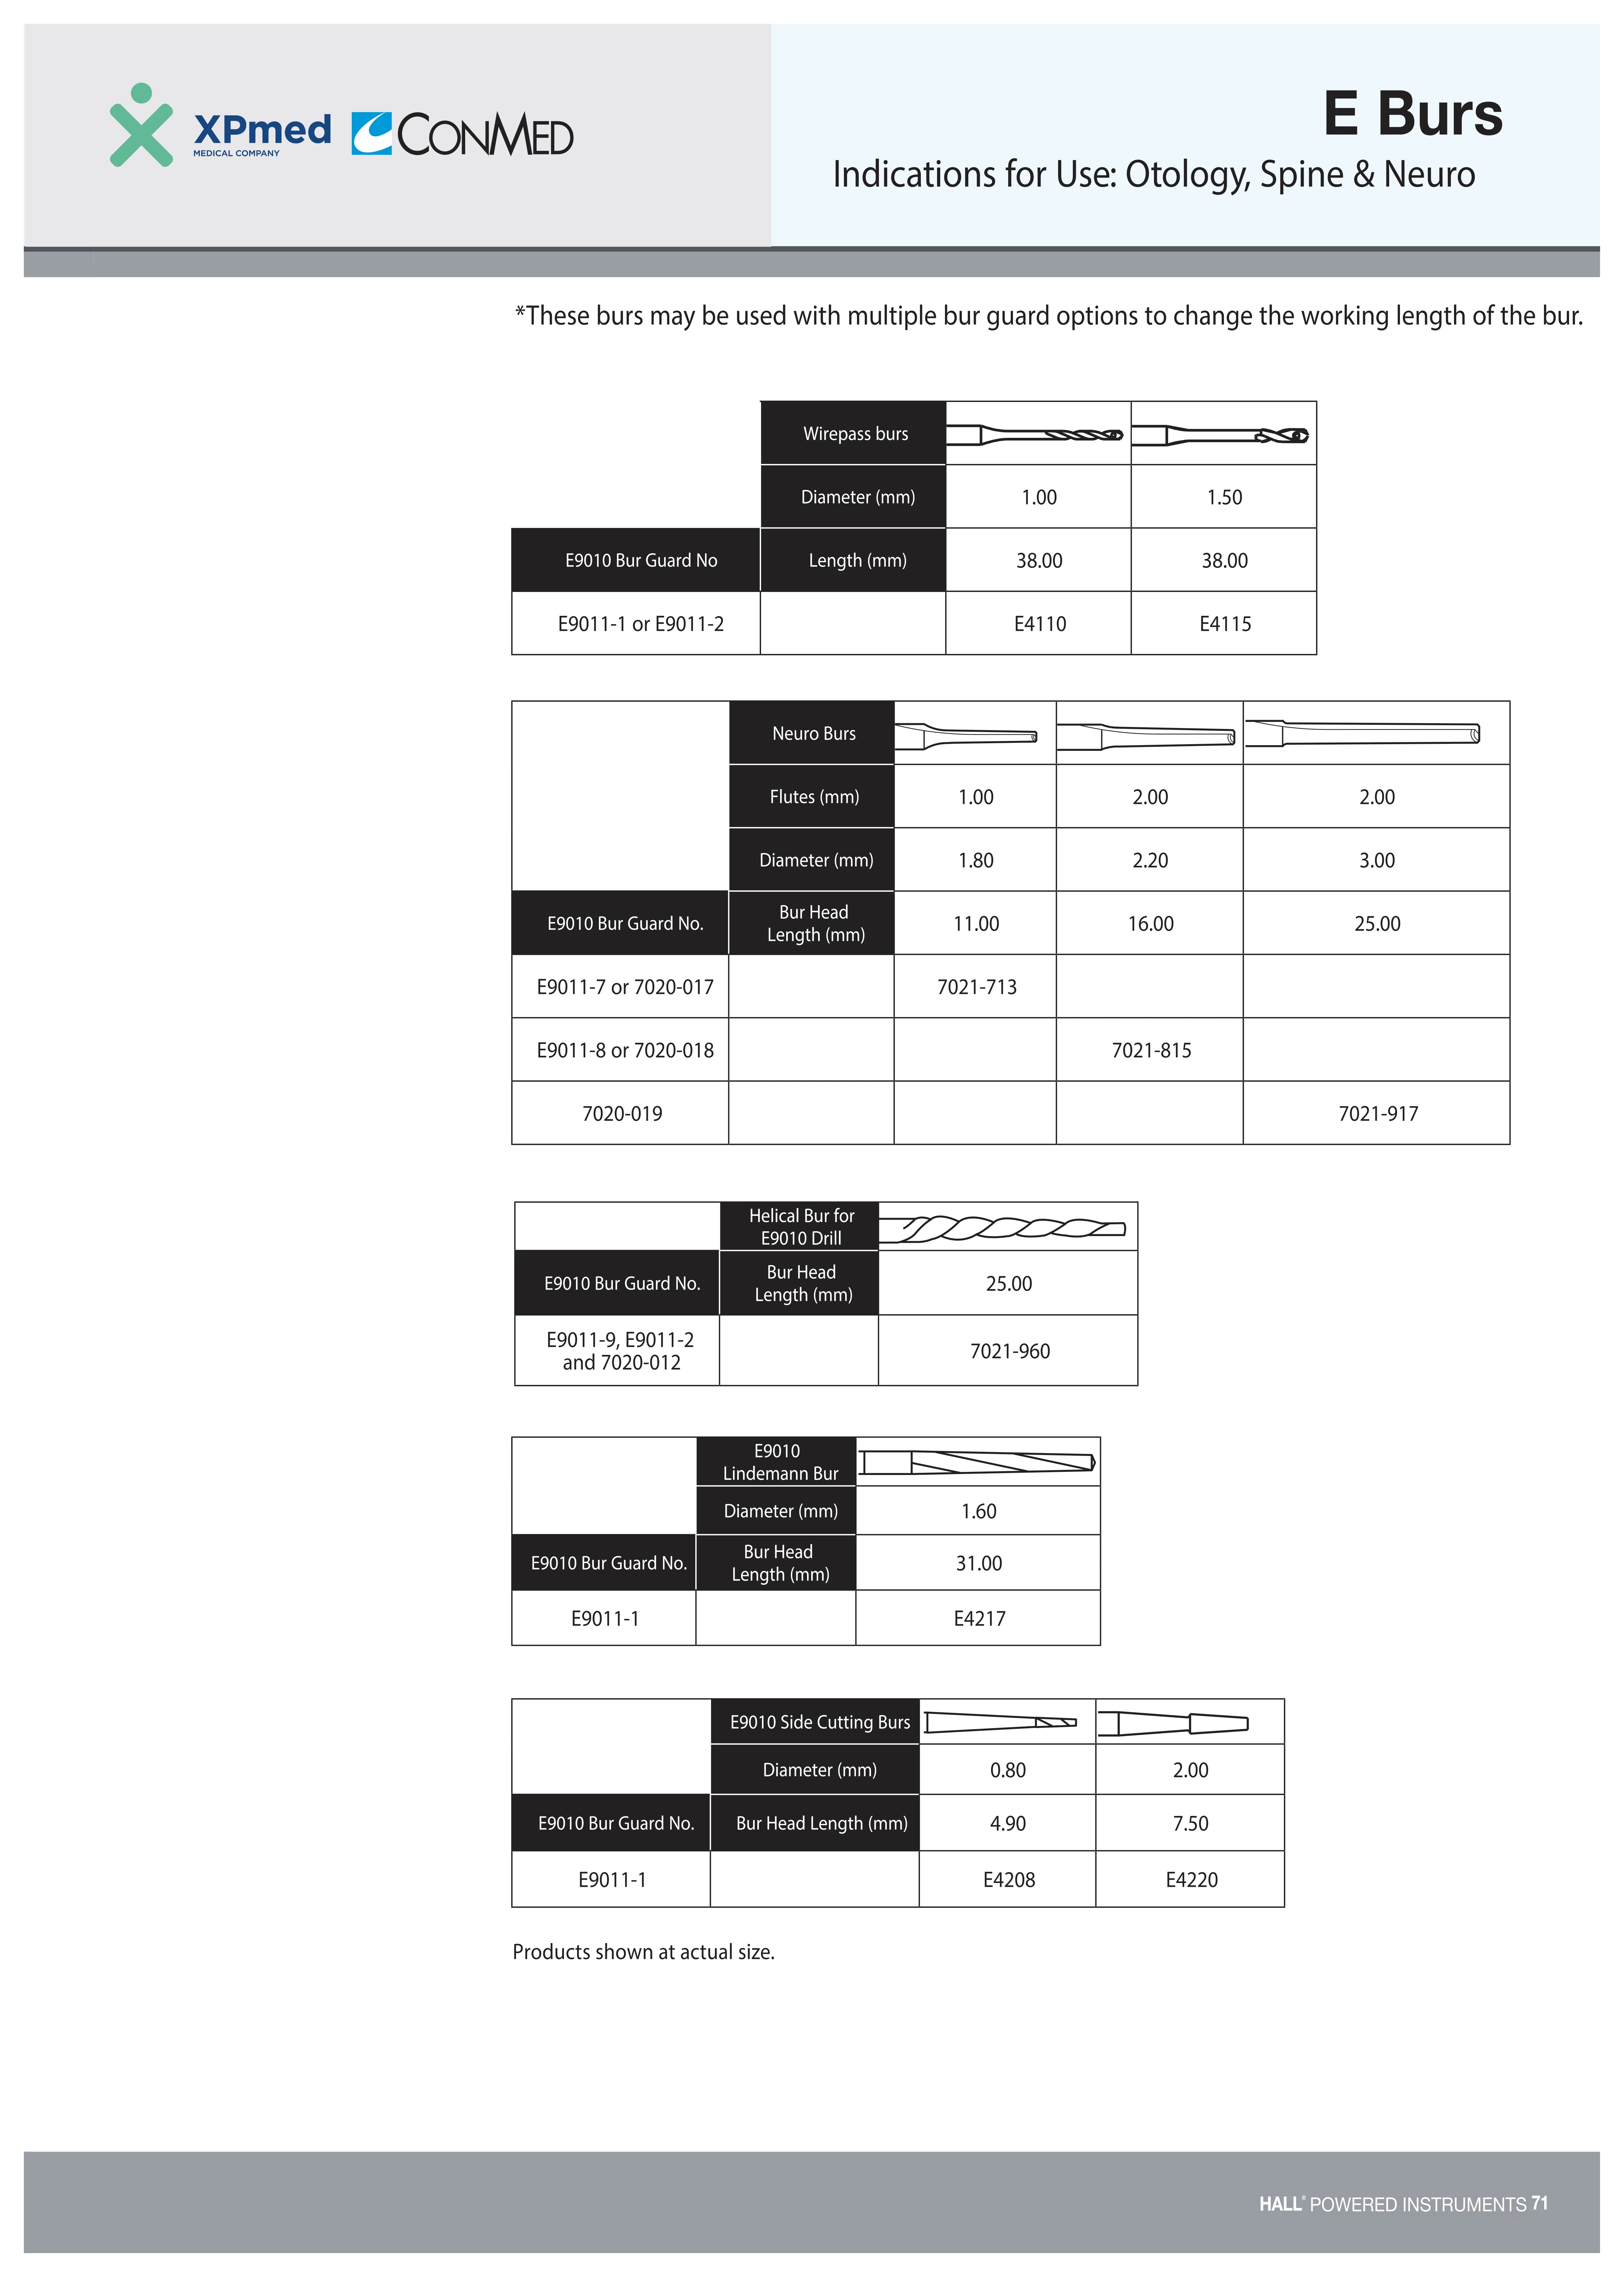 XPmed
MEDICAL COMPANY
CONMED
E Burs
Indications for Use: Otology, Spine & Neuro
*These burs may be used with multiple bur guard options to change the working length of the bur.
Wirepass burs
Diameter (mm) 1.00 1.50
E9010 Bur Guard No Length (mm) 38.00 38.00
E9011-1 or E9011-2 E4110 E4115
Neuro Burs
Flutes (mm) 1.00 2.00 2.00
Diameter (mm) 1.80 2.20 3.00
E9010 Bur Guard No. Bur Head
Length (mm) 11.00 16.00 25.00
E9011-7 or 7020-017 7021-713
E9011-8 or 7020-018 7021-815
7020-019 7021-917
Helical Bur for
E9010 Drill
E9010 Bur Guard No. Bur Head
Length (mm) 25.00
E9011-9, E9011-2
and 7020-012 7021-960
E9010
Lindemann Bur
Diameter (mm) 1.60
E9010 Bur Guard No. Bur Head
Length (mm) 31.00
E9011-1 E4217
E9010 Side Cutting Burs
Diameter (mm) 0.80 2.00
E9010 Bur Guard No. Bur Head Length (mm) 4.90 7.50
E9011-1 E4208 E4220
Products shown at actual size.
HALL® POWERED INSTRUMENTS 71